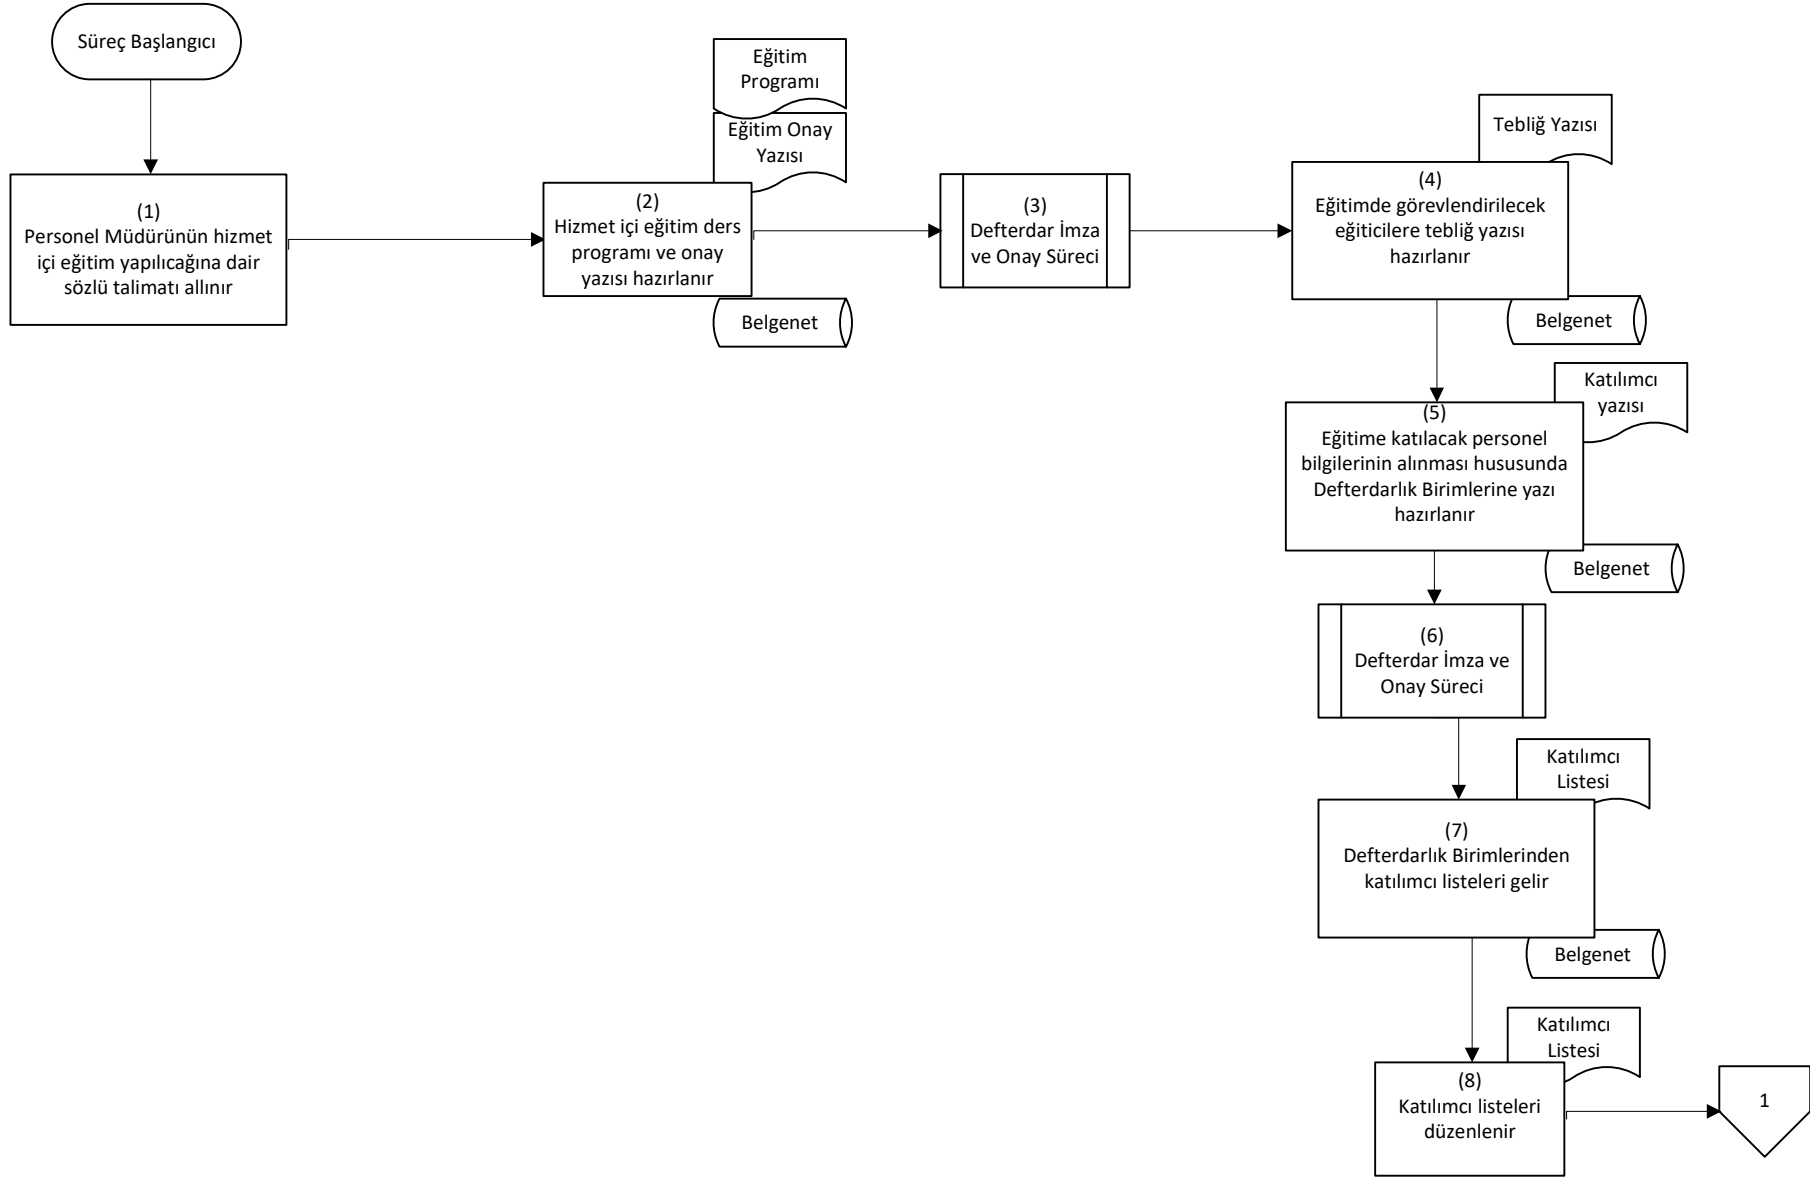 Süreç Başlangıcı
(1)
Personel Müdürünün hizmet
içi eğitim yapılıcağına dair
sözlü talimatı allınır
Eğitim
Programı
Eğitim Onay
Yazısı
(2)
Hizmet içi eğitim ders
programı ve onay
yazısı hazırlanır
Belgenet
(3)
Defterdar İmza
ve Onay Süreci
Tebliğ Yazısı
(4)
Eğitimde görevlendirilecek
eğiticilere tebliğ yazısı
hazırlanır
Belgenet
Katılımcı
yazısı
(5)
Eğitime katılacak personel
bilgilerinin alınması hususunda
Defterdarlık Birimlerine yazı
hazırlanır
Belgenet
(6)
Defterdar İmza ve
Onay Süreci
Katılımcı
Listesi
(7)
Defterdarlık Birimlerinden
katılımcı listeleri gelir
Belgenet
Katılımcı
Listesi
(8)
Katılımcı listeleri
düzenlenir
1